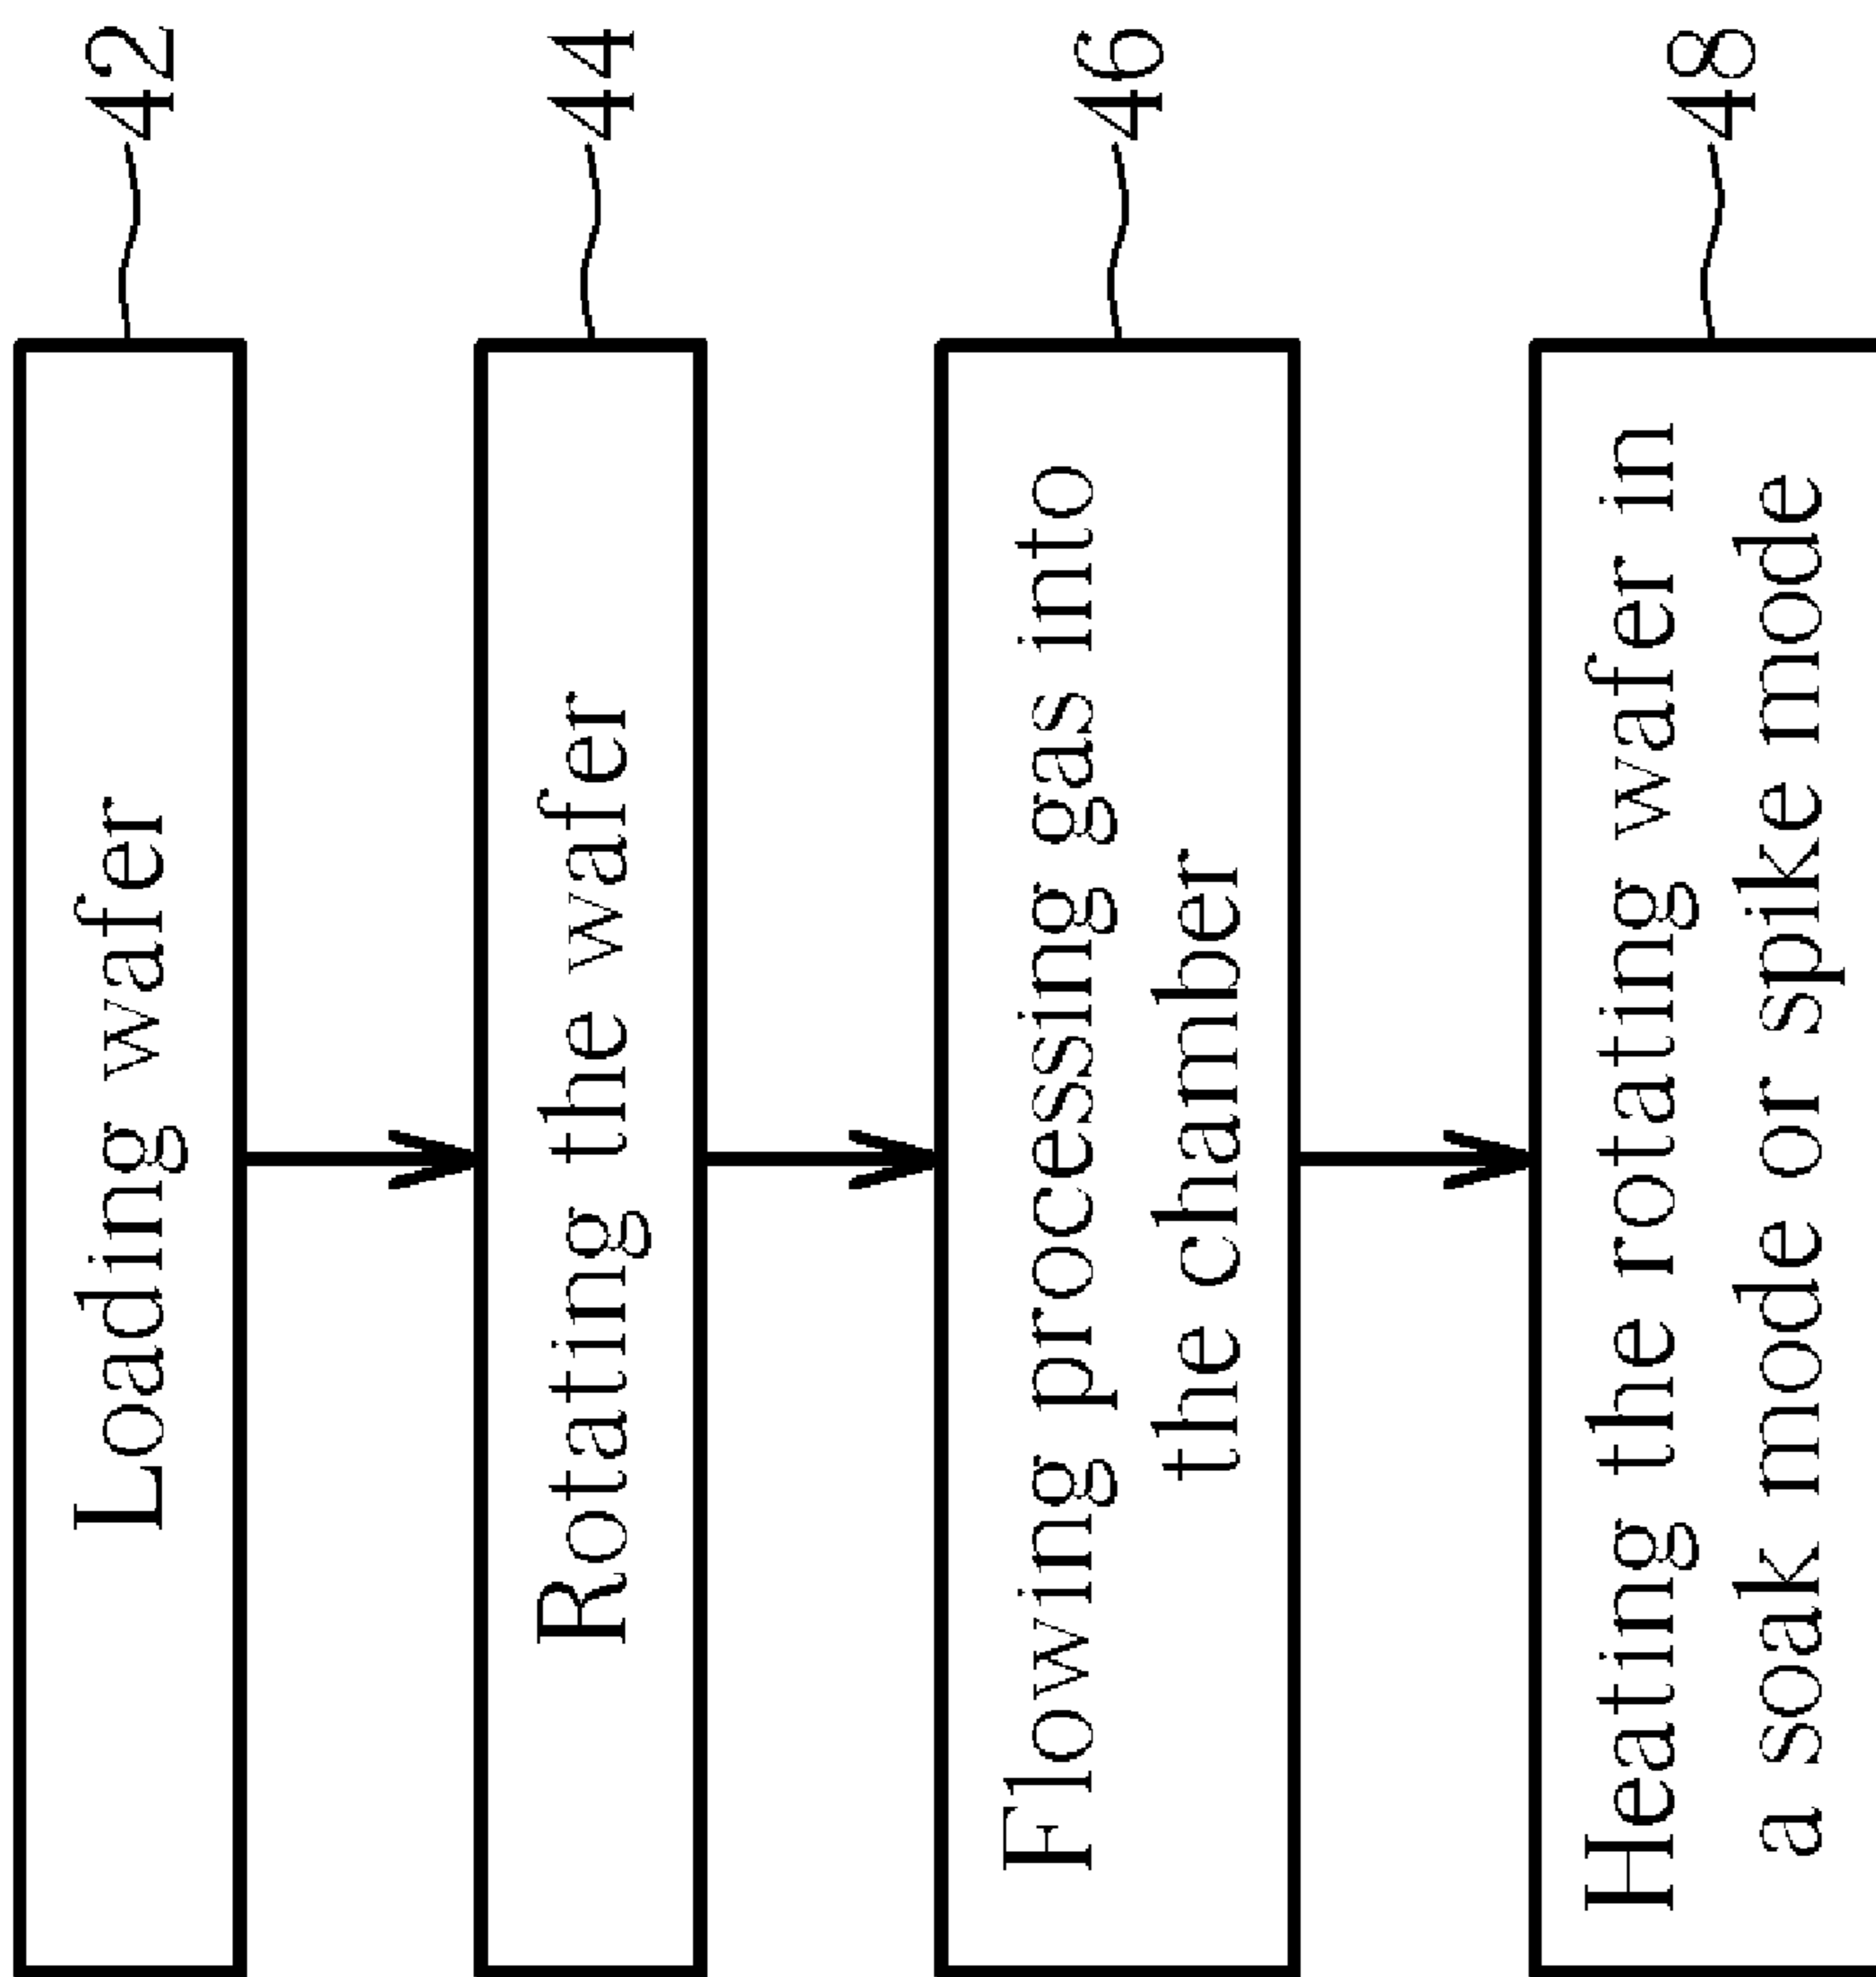 Loading wafer
42
Rotating the wafer
44
Flowing processing gas into
the chamber
46
Heating the rotating wafer in
a soak mode or spike mode
48